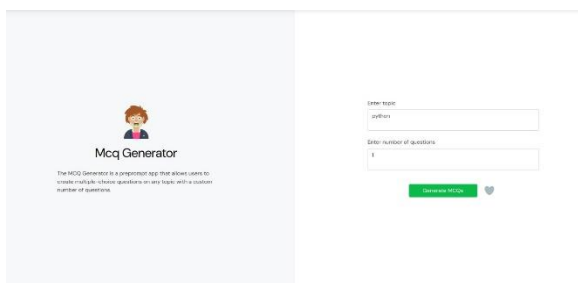 Mcq Generator
The MCQ Generator is a preprompt app that allows users to
create multiple-choice questions on any topic with a custom
number of questions
Enter topic
python
Enter number of questions
Generate MCQs